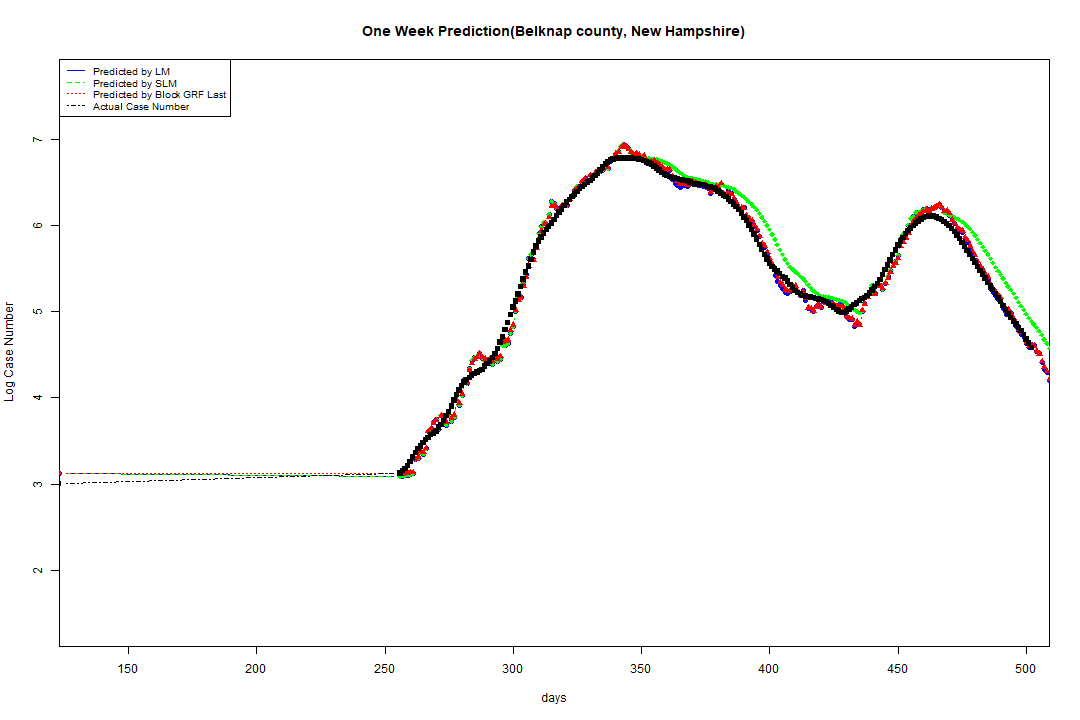 One Week Prediction(Belknap county, New Hampshire)
Predicted by LM
Predicted by SLM
Predicted by Block GRF Last
Actual Case Number
7
6
5
4
3
2
Log Case Number
150 200 250 300 350 400 450 500
days